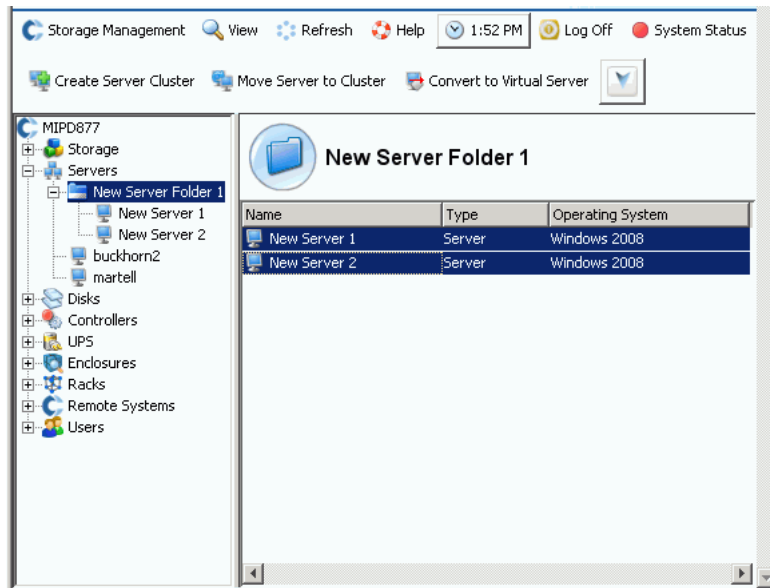 Storage Management View Refresh Help 1:52 PM Log Off System Status
Create Server Cluster Move Server to Cluster Convert to Virtual Server
MIPD877
Storage
Servers
New Server Folder 1
New Server 1
New Server 2
buckhorn2
martell
Disks
Controllers
UPS
Enclosures
Racks
Remote Systems
Users
New Server Folder 1
Name Type Operating System
New Server 1 Server Windows 2008
New Server 2 Server Windows 2008